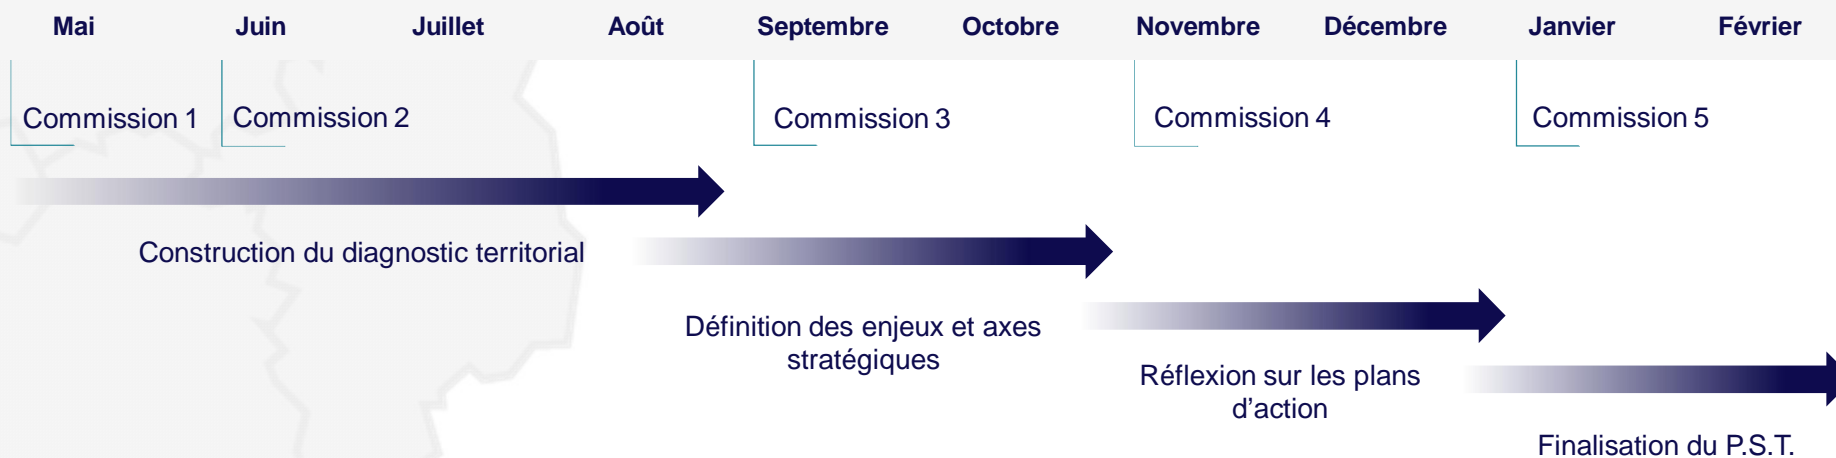 Mai Juin Juillet Août Septembre Octobre Novembre Décembre Janvier Février
Commission 1 Commission 2 Commission 3 Commission 4 Commission 5
Construction du diagnostic territorial
Définition des enjeux et axes
stratégiques
Réflexion sur les plans
d’action
Finalisation du P.S.T.